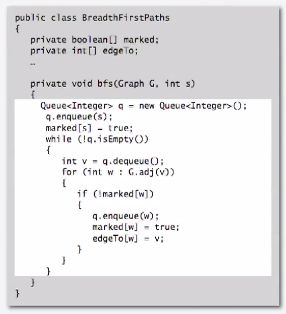 public class BreadthFirstPaths
{
private boolean[] marked;
private int[] edgeTo;
…
private void bfs(Graph G, int s)
{
Queue<Integer> q = new Queue<Integer>();
q.enqueue(s);
marked[s] = true;
while (!q.isEmpty())
{
int v = q.dequeue();
for (int w : G.adj(v))
{
if (!marked[w])
{
q.enqueue(w);
marked[w] = true;
edgeTo[w] = v;
}
}
}
}
}